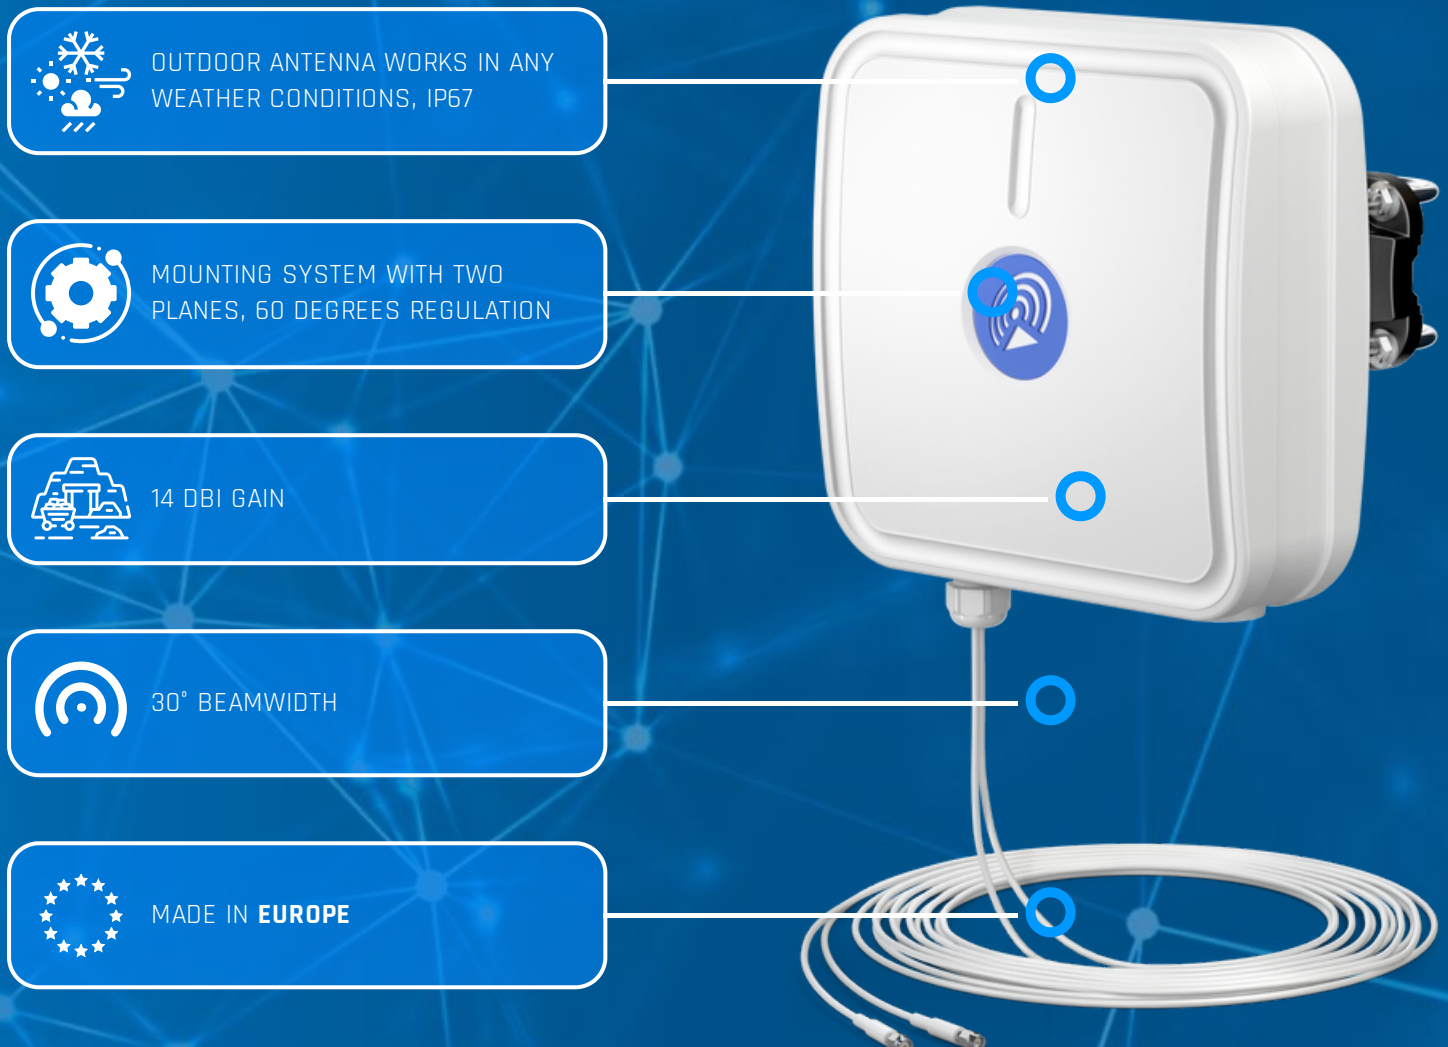 OUTDOOR ANTENNA WORKS IN ANY
WEATHER CONDITIONS, IP67
MOUNTING SYSTEM WITH TWO
PLANES, 60 DEGREES REGULATION
14 DBI GAIN
30° BEAMWIDTH
MADE IN EUROPE